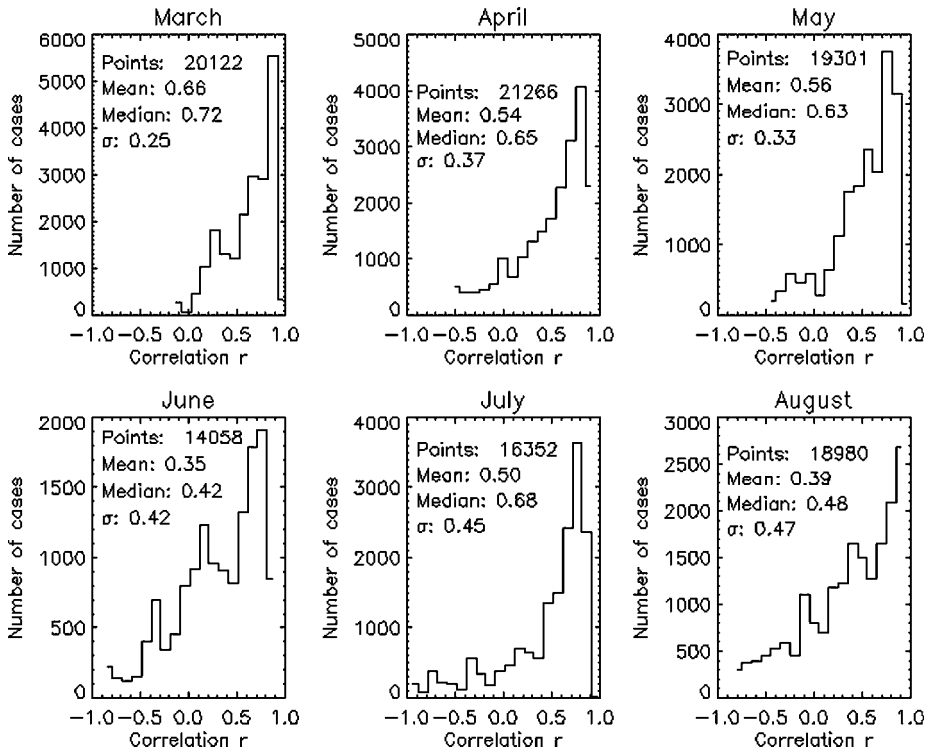 March
6000
5000
4000
3000
2000
1000
0
Number of cases
Points: 20122
Mean: 0.66
Median: 0.72
σ: 0.25
-1.0 -0.5 0.0 0.5 1.0
Correlation r
April
5000
4000
3000
2000
1000
0
Number of cases
Points: 21266
Mean: 0.54
Median: 0.65
σ: 0.37
-1.0 -0.5 0.0 0.5 1.0
Correlation r
May
4000
3000
2000
1000
0
Number of cases
Points: 19301
Mean: 0.56
Median: 0.63
σ: 0.33
-1.0 -0.5 0.0 0.5 1.0
Correlation r
June
2000
1500
1000
500
0
Number of cases
Points: 14058
Mean: 0.35
Median: 0.42
σ: 0.42
-1.0 -0.5 0.0 0.5 1.0
Correlation r
July
4000
3000
2000
1000
0
Number of cases
Points: 16352
Mean: 0.50
Median: 0.68
σ: 0.45
-1.0 -0.5 0.0 0.5 1.0
Correlation r
August
3000
2500
2000
1500
1000
500
0
Number of cases
Points: 18980
Mean: 0.39
Median: 0.48
σ: 0.47
-1.0 -0.5 0.0 0.5 1.0
Correlation r